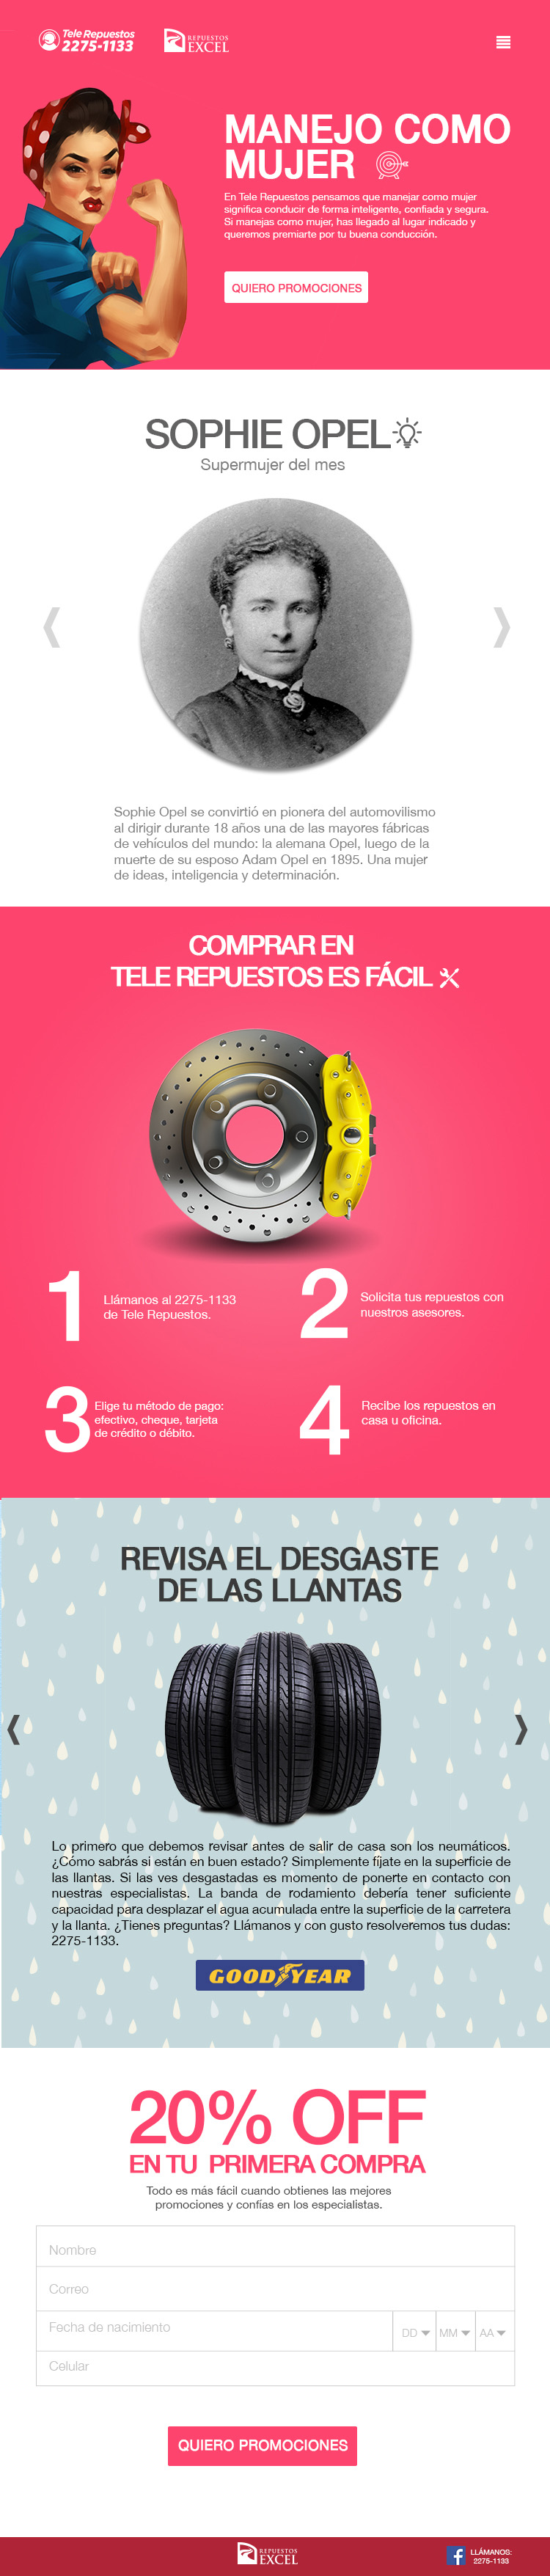 Tele Repuestos
2275-1133
REPUESTOS
EXCEL
MANEJO COMO
MUJER
En Tele Repuestos pensamos que manejar como mujer
significa conducir de forma inteligente, confiada y segura.
Si manejas como mujer, has llegado al lugar indicado y
queremos premiarte por tu buena conducción.
QUIERO PROMOCIONES
SOPHIE OPEL
Supermujer del mes
Sophie Opel se convirtió en pionera del automovilismo
al dirigir durante 18 años una de las mayores fábricas
de vehículos del mundo: la alemana Opel, luego de la
muerte de su esposo Adam Opel en 1895. Una mujer
de ideas, inteligencia y determinación.
COMPRAR EN
TELE REPUESTOS ES FÁCIL
1
Llámanos al 2275-1133
de Tele Repuestos.
2
Solicita tus repuestos con
nuestros asesores.
3
Elige tu método de pago:
efectivo, cheque, tarjeta
de crédito o débito.
4
Recibe los repuestos en
casa u oficina.
REVISA EL DESGASTE
DE LAS LLANTAS
Lo primero que debemos revisar antes de salir de casa son los neumáticos.
¿Cómo sabrás si están en buen estado? Simplemente fíjate en la superficie de
las llantas. Si las ves desgastadas es momento de ponerte en contacto con
nuestras especialistas. La banda de rodamiento debería tener suficiente
capacidad para desplazar el agua acumulada entre la superficie de la carretera
y la llanta. ¿Tienes preguntas? Llámanos y con gusto resolveremos tus dudas:
2275-1133.
GOODYEAR
20% OFF
EN TU PRIMERA COMPRA
Todo es más fácil cuando obtienes las mejores
promociones y confías en los especialistas.
Nombre
Correo
Fecha de nacimiento
DD MM AA
Celular
QUIERO PROMOCIONES
REPUESTOS
EXCEL
LLÁMANOS:
2275-1133